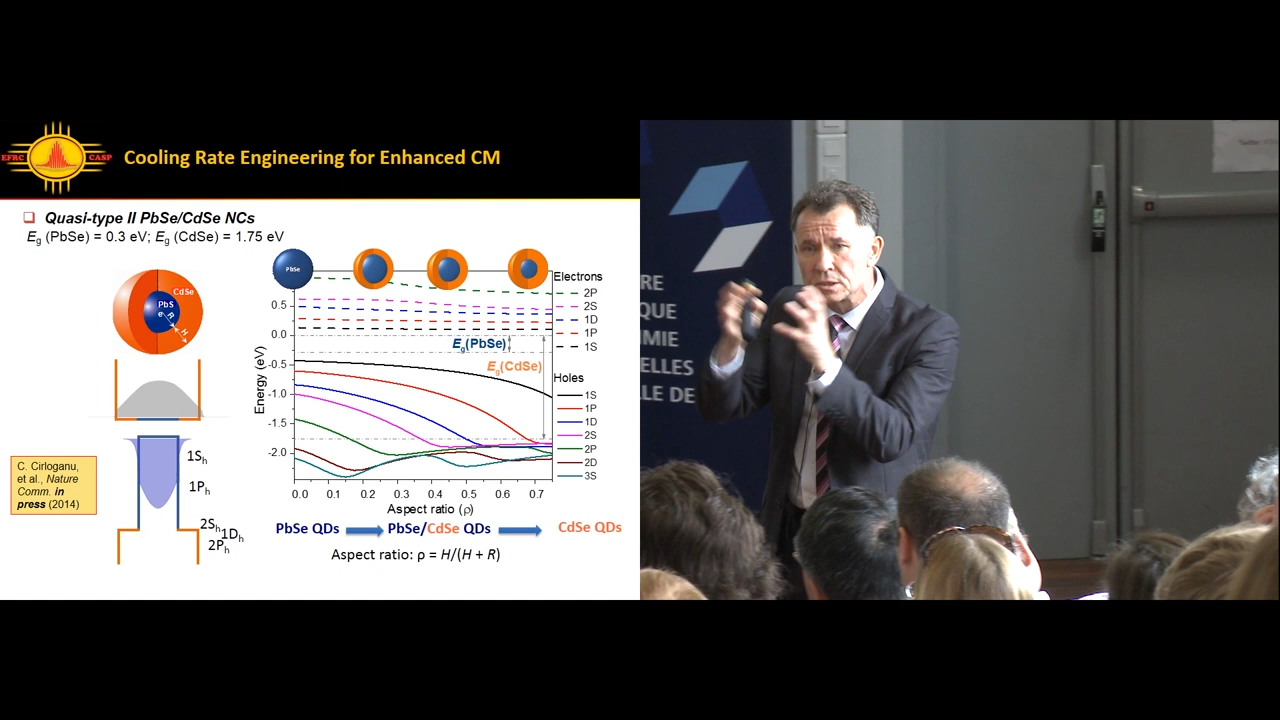 EFRC CASP
Cooling Rate Engineering for Enhanced CM
Quasi-type II PbSe/CdSe NCs
Eg (PbSe) = 0.3 eV; Eg (CdSe) = 1.75 eV
CdSe
PbS
e
R
H
1Sh
1Ph
2Sh
1Dh
2Ph
C. Cirloganu,
et al., Nature
Comm. in
press (2014)
PbSe
Energy (eV)
0.5
0.0
-0.5
-1.0
-1.5
-2.0
Eg(PbSe)
Eg(CdSe)
0.0 0.1 0.2 0.3 0.4 0.5 0.6 0.7
Aspect ratio (ρ)
Electrons
2P
2S
1D
1P
1S
Holes
1S
1P
1D
2S
2P
2D
3S
PbSe QDs PbSe/CdSe QDs CdSe QDs
Aspect ratio: ρ = H/(H + R)
RE
QUE
MIE
ELLES
LE DE